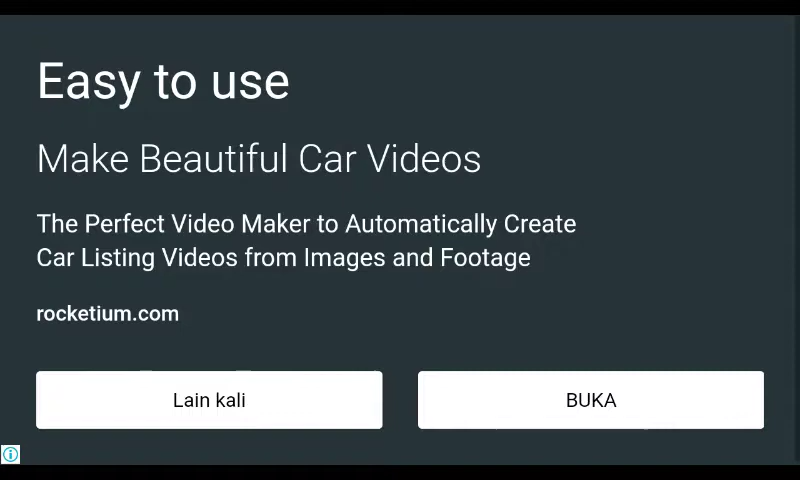 Easy to use
Make Beautiful Car Videos
The Perfect Video Maker to Automatically Create
Car Listing Videos from Images and Footage
rocketium.com
Lain kali
BUKA